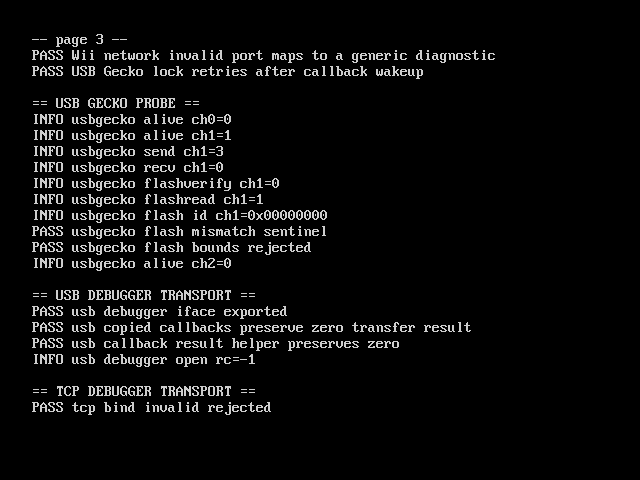 -- page 3 --
PASS Wii network invalid port maps to a generic diagnostic
PASS USB Gecko lock retries after callback wakeup
== USB GECKO PROBE ==
INFO usbgecko alive ch0=0
INFO usbgecko alive ch1=1
INFO usbgecko send ch1=3
INFO usbgecko recv ch1=0
INFO usbgecko flashverify ch1=0
INFO usbgecko flashread ch1=1
INFO usbgecko flash id ch1=0x00000000
PASS usbgecko flash mismatch sentinel
PASS usbgecko flash bounds rejected
INFO usbgecko alive ch2=0
== USB DEBUGGER TRANSPORT ==
PASS usb debugger iface exported
PASS usb copied callbacks preserve zero transfer result
PASS usb callback result helper preserves zero
INFO usb debugger open rc=-1
== TCP DEBUGGER TRANSPORT ==
PASS tcp bind invalid rejected